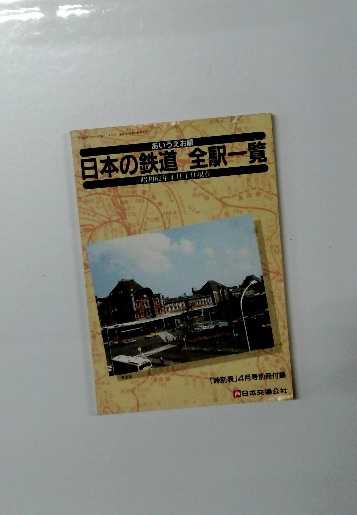 あいうえお順
日本の鉄道 全駅一覧
昭和62年4月1日現在
「時刻表」4月号別冊付録
日本交通公社